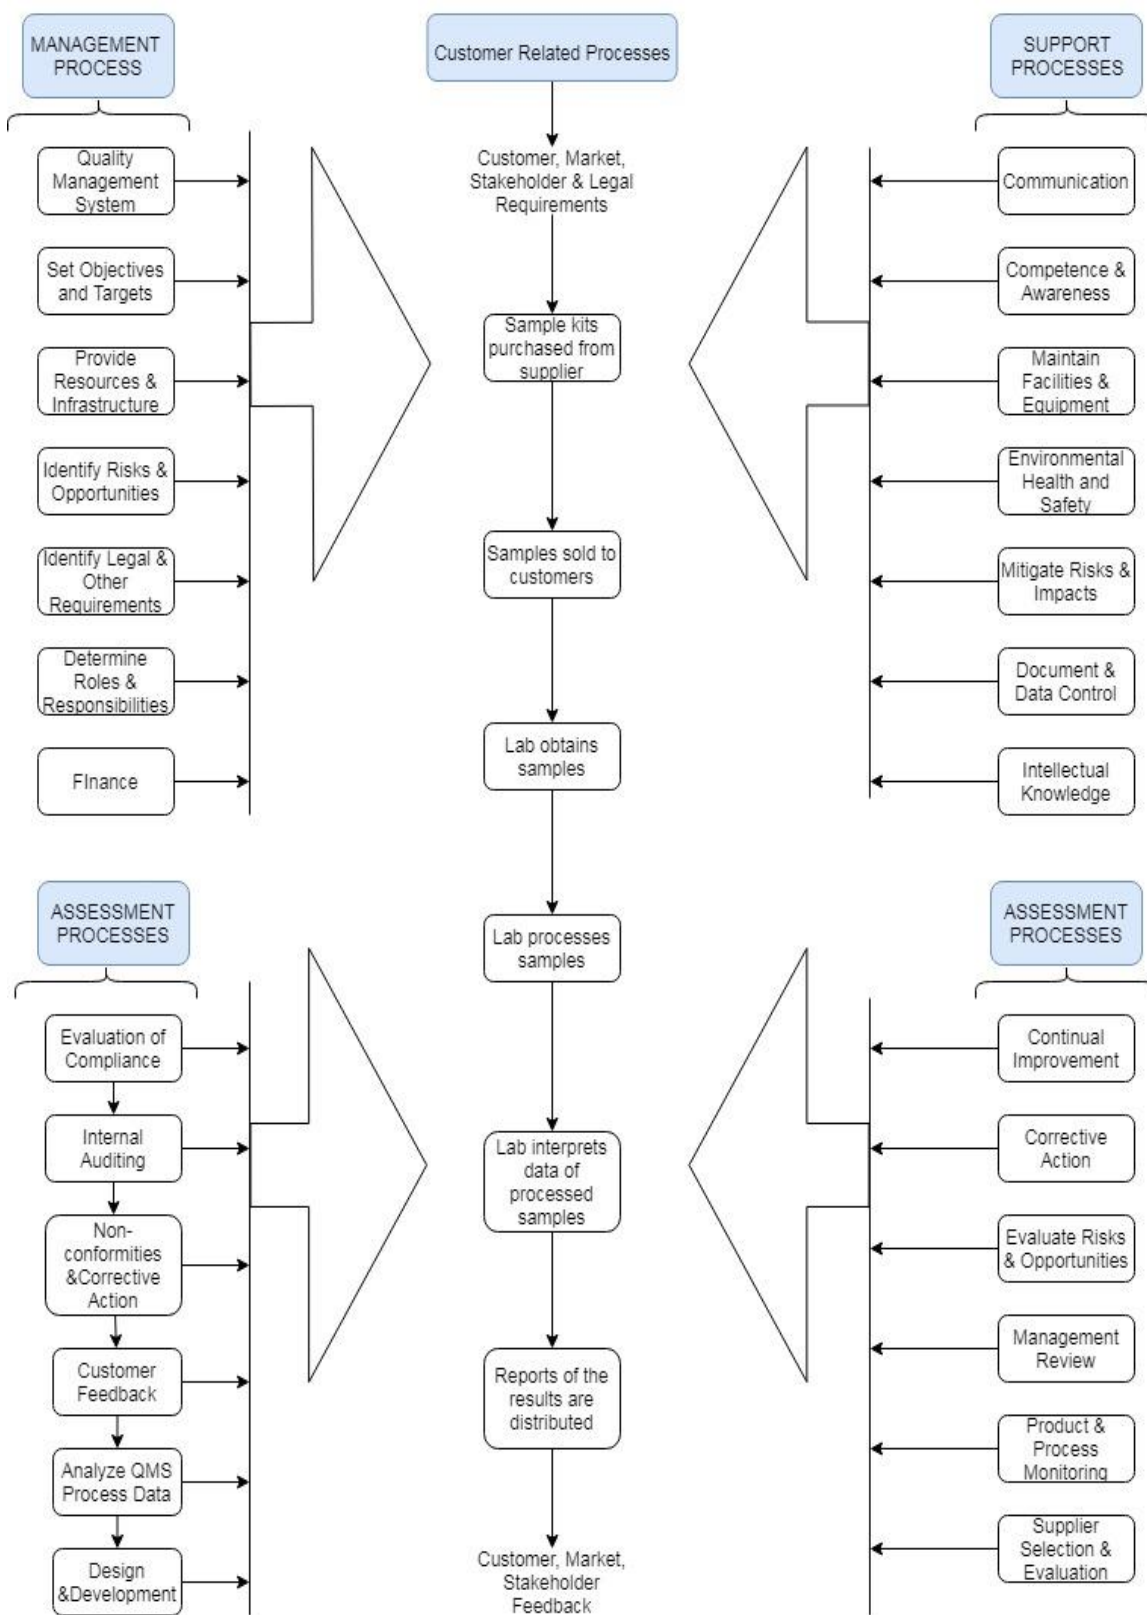 MANAGEMENT
PROCESS
Quality
Management
System
Set Objectives
and Targets
Provide
Resources &
Infrastructure
Identify Risks &
Opportunities
Identify Legal &
Other
Requirements
Determine
Roles &
Responsibilities
FInance
Customer Related Processes
Customer, Market,
Stakeholder & Legal
Requirements
Sample kits
purchased from
supplier
Samples sold to
customers
Lab obtains
samples
Lab processes
samples
Lab interprets
data of
processed
samples
Reports of the
results are
distributed
Customer, Market,
Stakeholder
Feedback
SUPPORT
PROCESSES
Communication
Competence &
Awareness
Maintain
Facilities &
Equipment
Environmental
Health and
Safety
Mitigate Risks &
Impacts
Document &
Data Control
Intellectual
Knowledge
ASSESSMENT
PROCESSES
Evaluation of
Compliance
Internal
Auditing
Non-
conformities
&Corrective
Action
Customer
Feedback
Analyze QMS
Process Data
Design
&Development
ASSESSMENT
PROCESSES
Continual
Improvement
Corrective
Action
Evaluate Risks
& Opportunities
Management
Review
Product &
Process
Monitoring
Supplier
Selection &
Evaluation